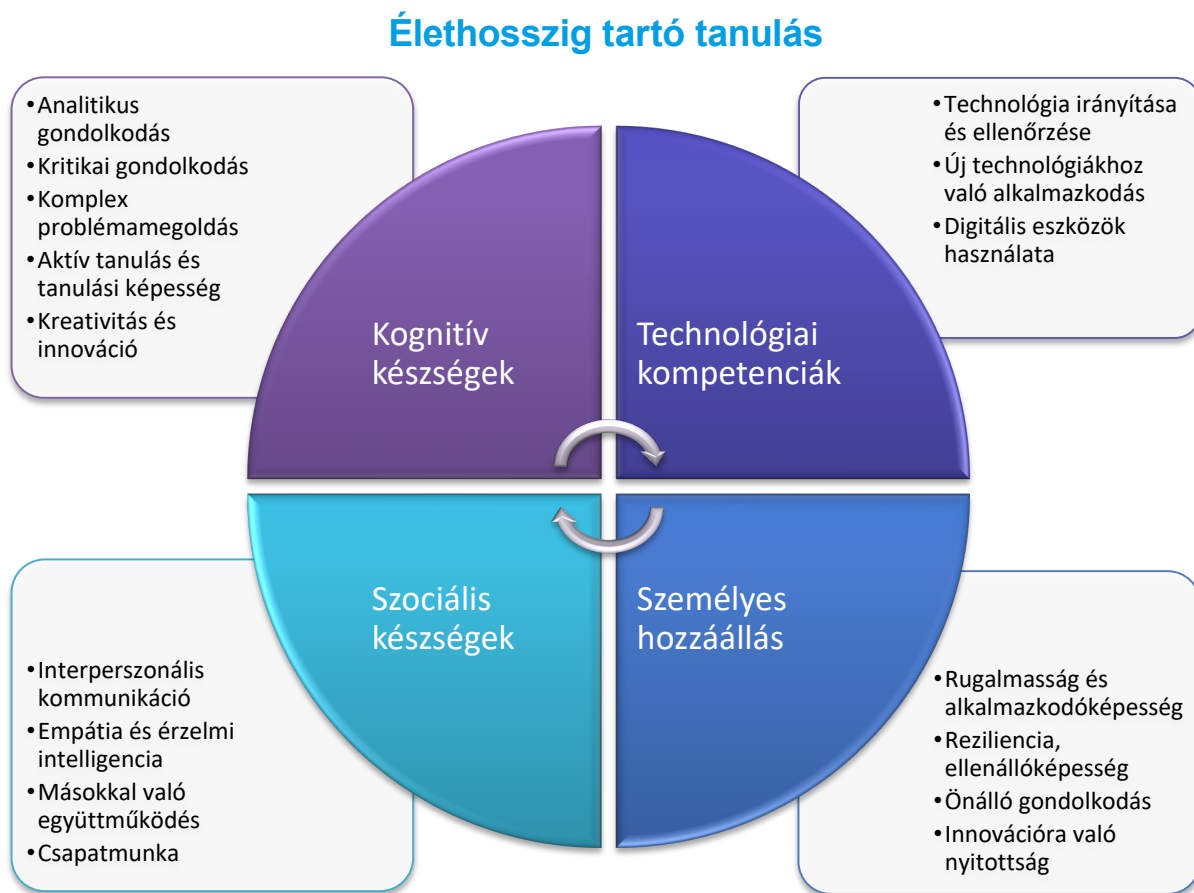 Élethosszig tartó tanulás
•Analitikus
gondolkodás
•Kritikai gondolkodás
•Komplex
problémamegoldás
•Aktív tanulás és
tanulási képesség
•Kreativitás és
innováció
•Technológia irányítása
és ellenőrzése
•Új technológiákhoz
való alkalmazkodás
•Digitális eszközök
használata
Kognitív
készségek
Technológiai
kompetenciák
Szociális
készségek
Személyes
hozzáállás
•Interperszonális
kommunikáció
•Empátia és érzelmi
intelligencia
•Másokkal való
együttműködés
•Csapatmunka
•Rugalmasság és
alkalmazkodóképesség
•Reziliencia,
ellenállóképesség
•Önálló gondolkodás
•Innovációra való
nyitottság